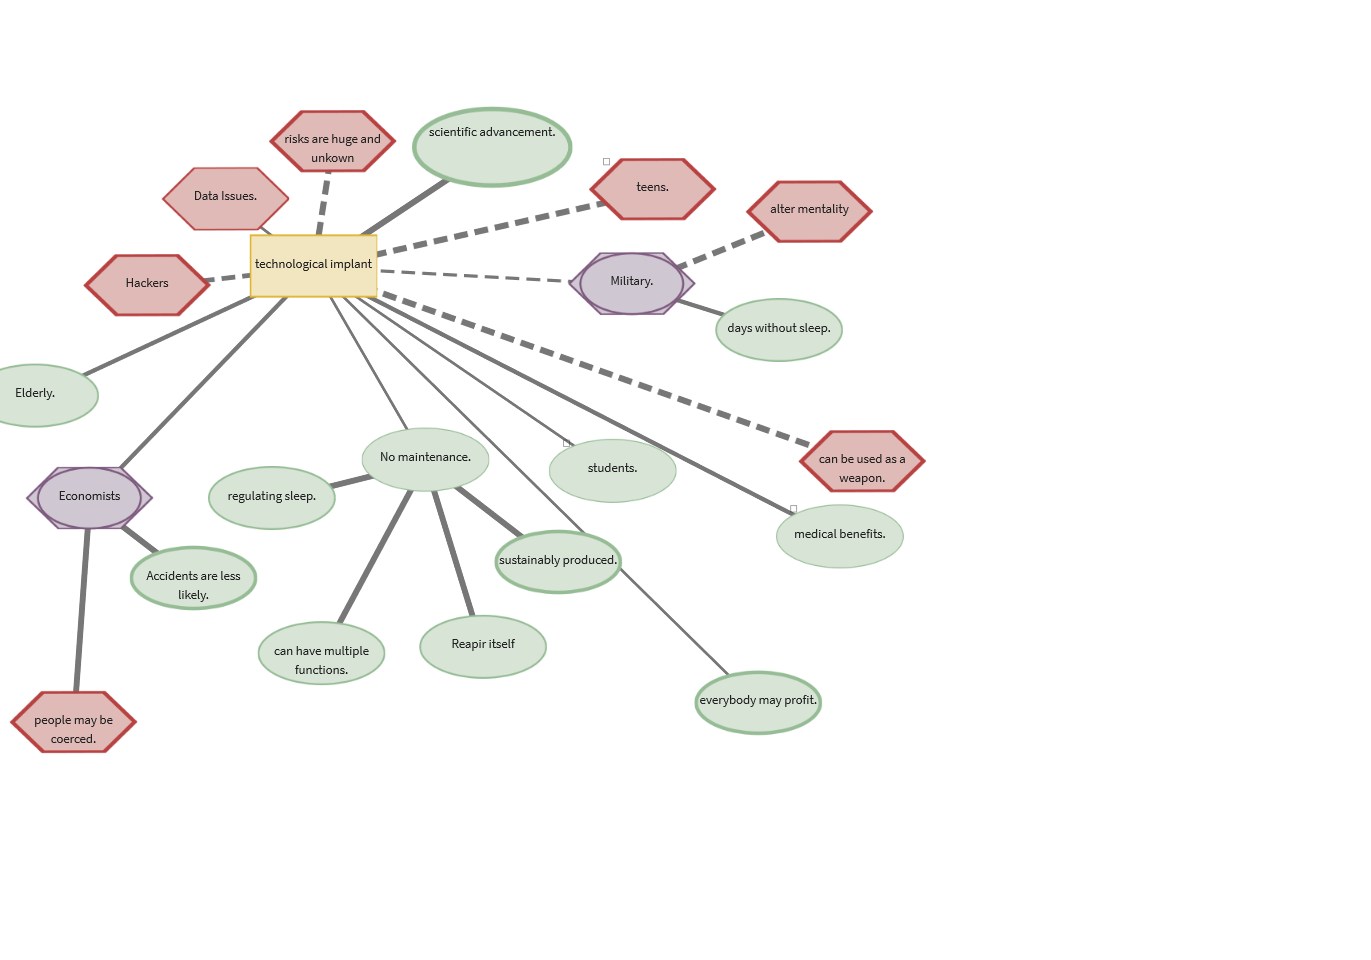 scientific advancement.
risks are huge and
unkown
teens.
Data Issues.
alter mentality
technological implant
Military.
Hackers
days without sleep.
Elderly.
No maintenance.
can be used as a
weapon.
students.
Economists
regulating sleep.
medical benefits.
sustainably produced.
Accidents are less
likely.
Reapir itself
can have multiple
functions.
everybody may profit.
people may be
coerced.